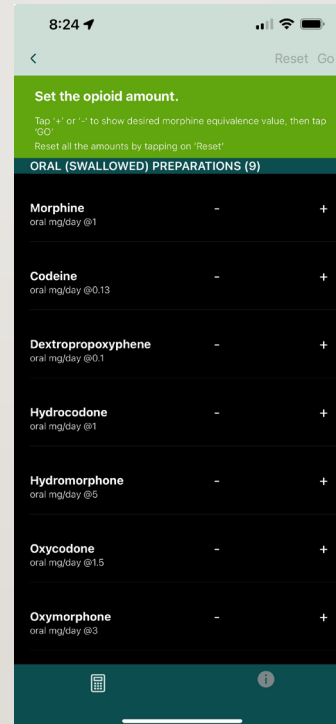 8:24
Reset Go
Set the opioid amount.
Tap '+' or '-' to show desired morphine equivalence value, then tap
'GO'
Reset all the amounts by tapping on 'Reset'
ORAL (SWALLOWED) PREPARATIONS (9)
Morphine - +
oral mg/day @1
Codeine - +
oral mg/day @0.13
Dextropropoxyphene - +
oral mg/day @0.1
Hydrocodone - +
oral mg/day @1
Hydromorphone - +
oral mg/day @5
Oxycodone - +
oral mg/day @1.5
Oxymorphone - +
oral mg/day @3